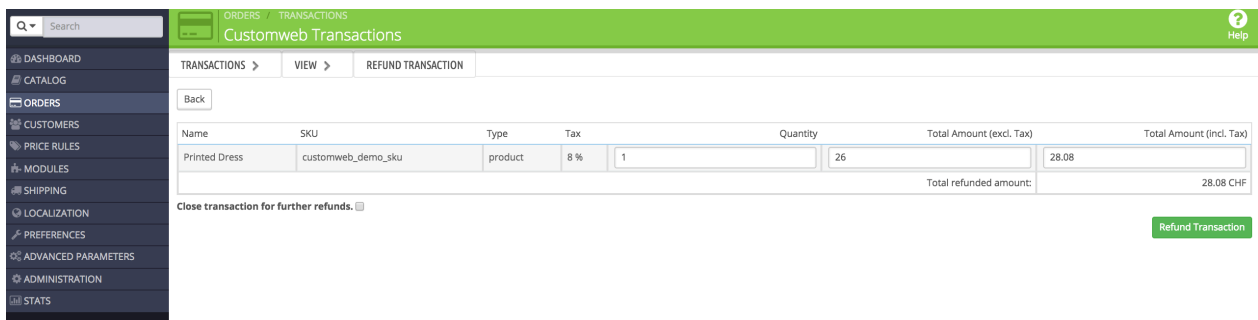 Search
DASHBOARD
CATALOG
ORDERS
CUSTOMERS
PRICE RULES
MODULES
SHIPPING
LOCALIZATION
PREFERENCES
ADVANCED PARAMETERS
ADMINISTRATION
STATS
ORDERS / TRANSACTIONS
Customweb Transactions
? Help
TRANSACTIONS > VIEW > REFUND TRANSACTION
Back
Name SKU Type Tax Quantity Total Amount (excl. Tax) Total Amount (incl. Tax)
Printed Dress customweb_demo_sku product 8 % 1 26 28.08
Total refunded amount: 28.08 CHF
Close transaction for further refunds.
Refund Transaction